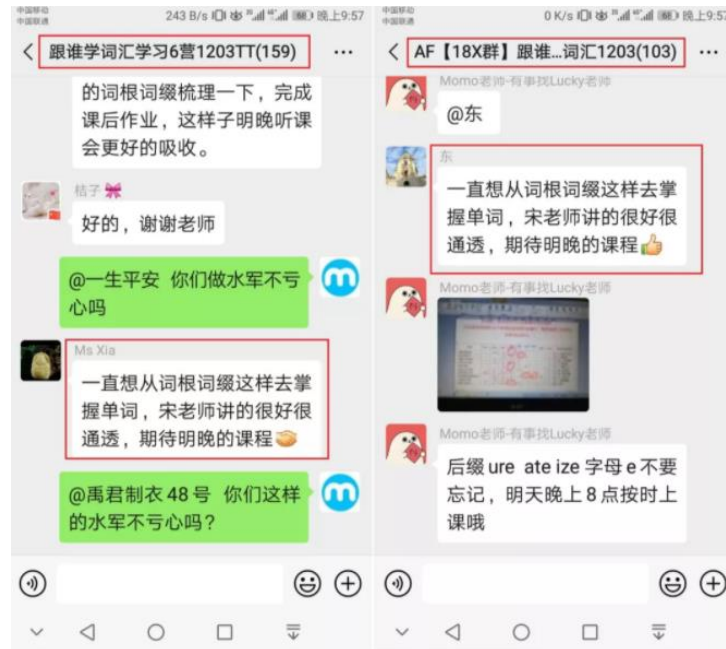 中国移动
中国联通
243 B/s
晚上9:57
跟谁学词汇学习6营1203TT(159)
的词根词缀梳理一下，完成
课后作业，这样子明晚听课
会更好的吸收。
桔子
好的，谢谢老师
@一生平安 你们做水军不亏
心吗
Ms Xia
一直想从词根词缀这样去掌
握单词，宋老师讲的很好很
通透，期待明晚的课程
@禹君制衣48号 你们这样
的水军不亏心吗？
中国移动
中国联通
0 K/s
晚上9:57
AF【18X群】跟谁...词汇1203(103)
Momo老师-有事找Lucky老师
@东
东
一直想从词根词缀这样去掌
握单词，宋老师讲的很好很
通透，期待明晚的课程
Momo老师-有事找Lucky老师
Momo老师-有事找Lucky老师
后缀 ure ate ize 字母 e 不要
忘记，明天晚上 8 点按时上
课哦